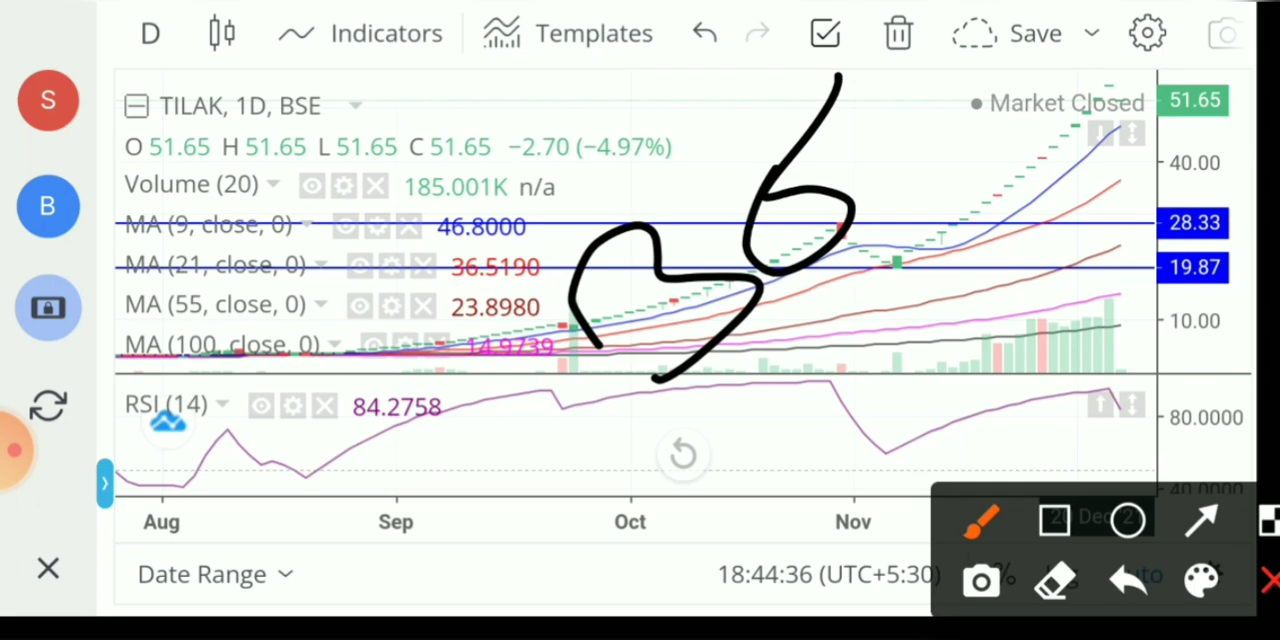 D Indicators Templates Save
S
TILAK, 1D, BSE
Market Closed 51.65
O 51.65 H 51.65 L 51.65 C 51.65 −2.70 (−4.97%)
40.00
Volume (20) 185.001K n/a
B
MA (9, close, 0) 46.8000
28.33
MA (21, close, 0) 36.5190
19.87
MA (55, close, 0) 23.8980
10.00
MA (100, close, 0) 14.9739
RSI (14) 84.2758
80.0000
40.0000
Aug Sep Oct Nov
Date Range 18:44:36 (UTC+5:30) %